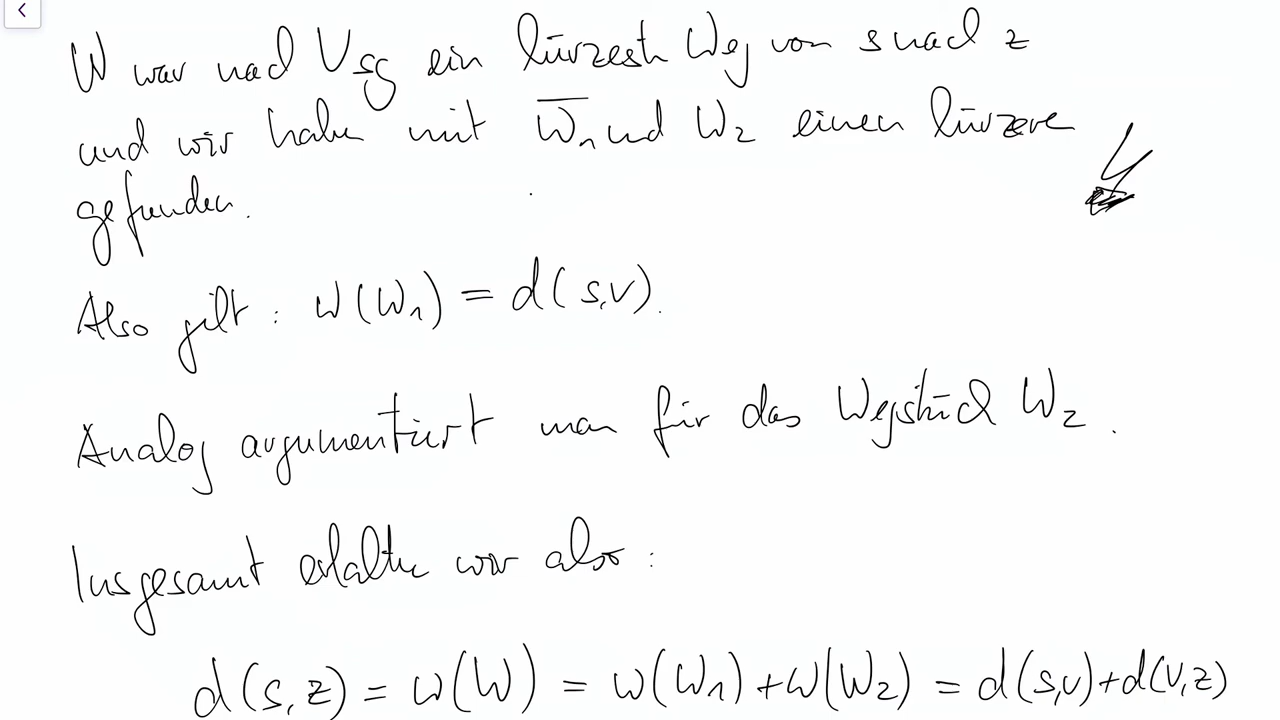 W war nach Vssg ein kürzester Weg von s nach z
und wir haben mit W̅₁ und W₂ einen kürzeren
gefunden.
Also gilt: w(W₁) = d(s,v).
Analog argumentiert man für das Wegstück W₂.
Insgesamt erhalten wir also:
d(s,z) = w(W) = w(W₁)+w(W₂) = d(s,v)+d(v,z)